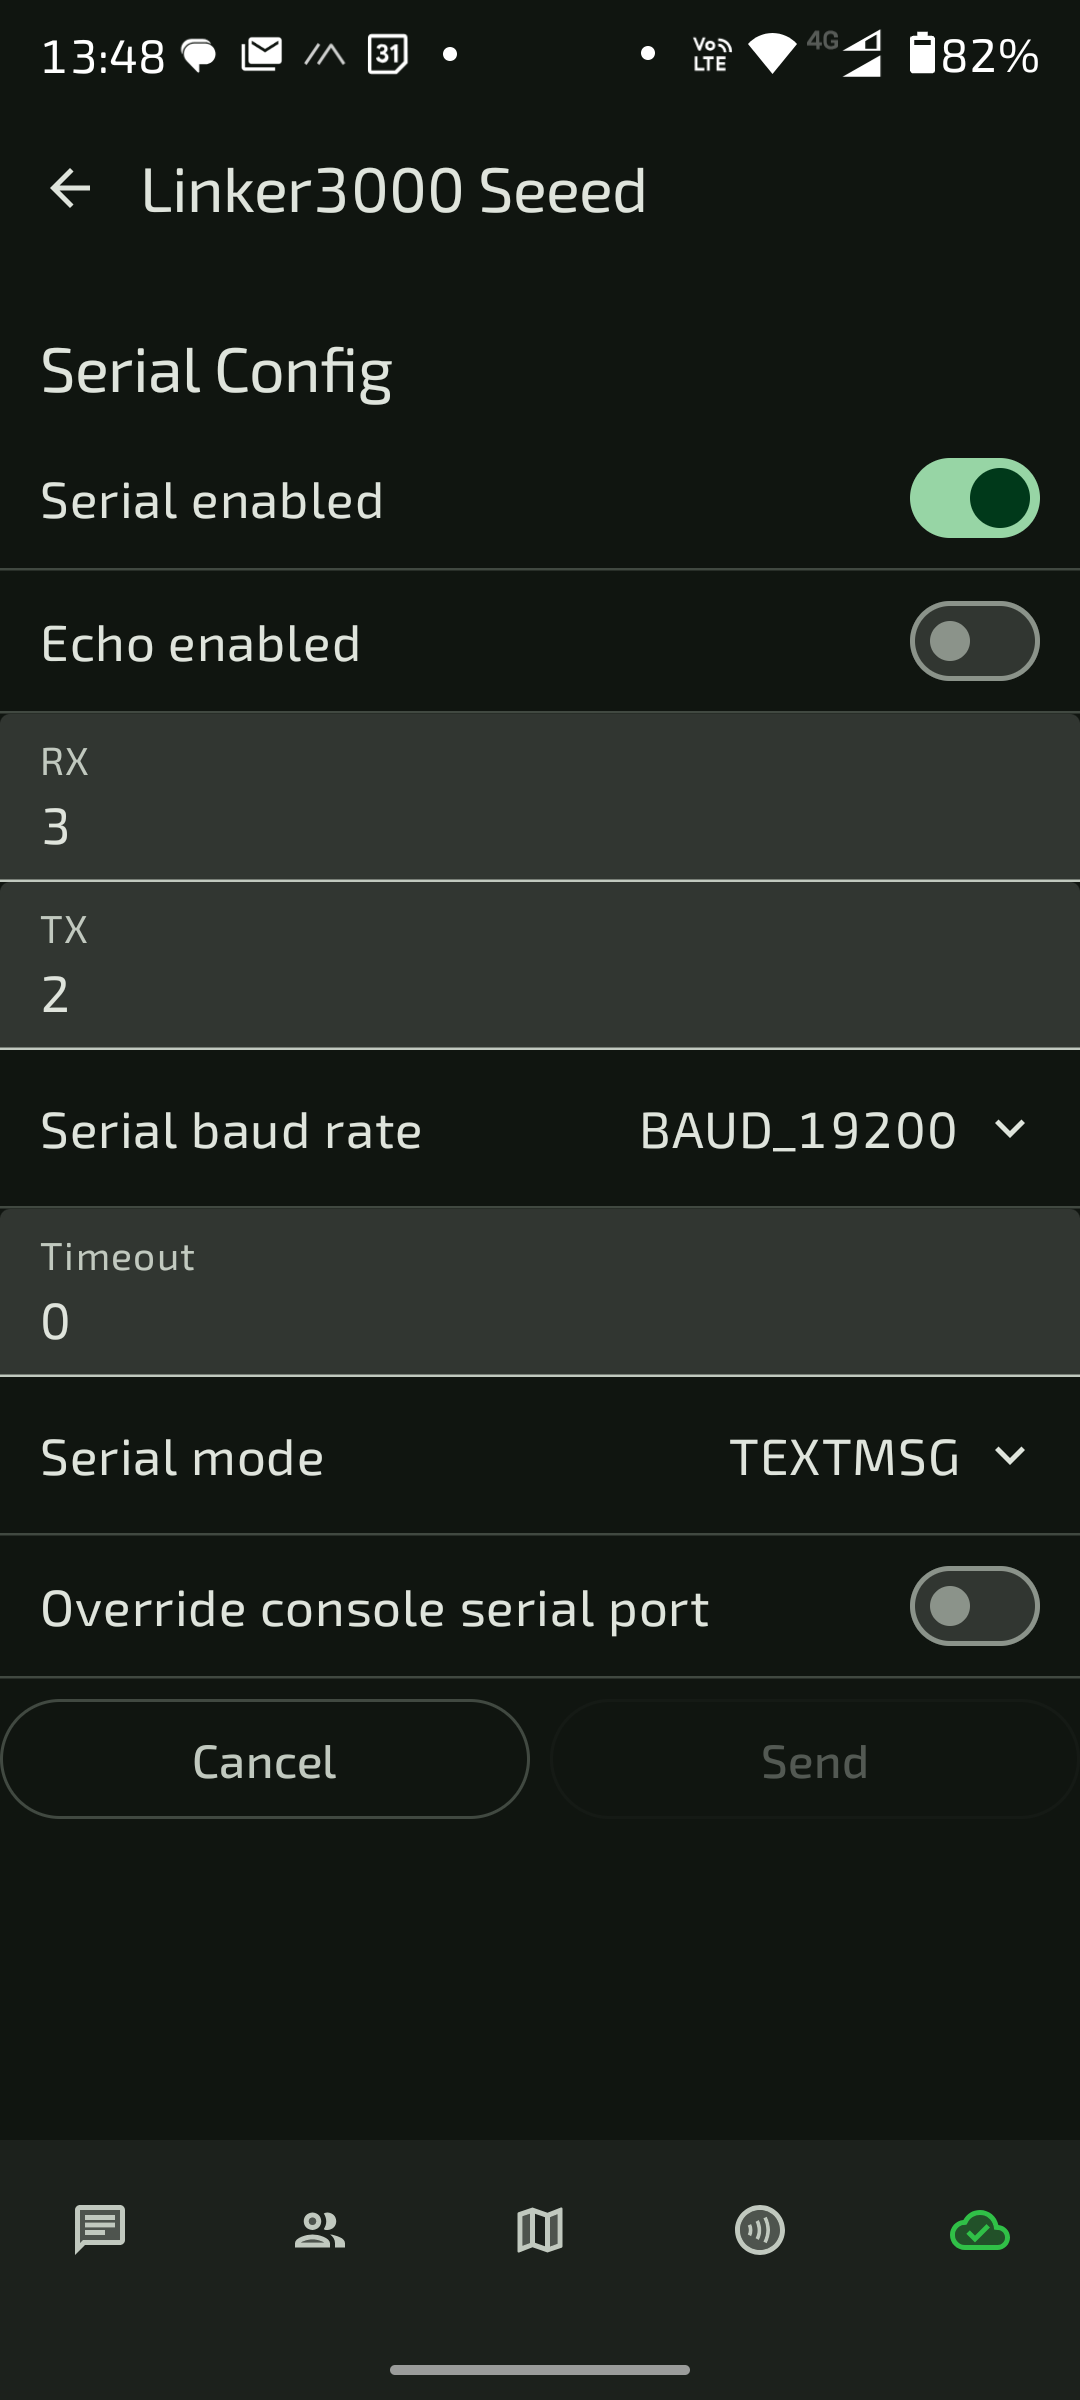 13:48
31
Vo
LTE
4G
82%
Linker3000 Seeed
Serial Config
Serial enabled
Echo enabled
RX
3
TX
2
Serial baud rate
BAUD_19200
Timeout
0
Serial mode
TEXTMSG
Override console serial port
Cancel
Send